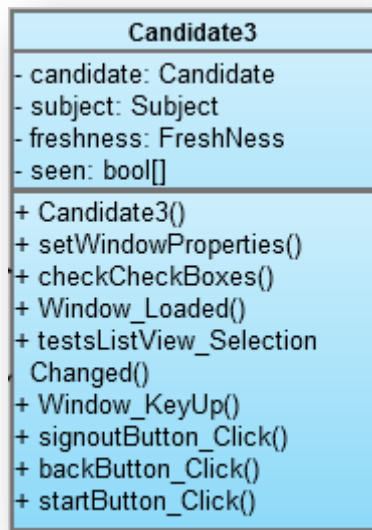 Candidate3
- candidate: Candidate
- subject: Subject
- freshness: FreshNess
- seen: bool[]
+ Candidate3()
+ setWindowProperties()
+ checkCheckBoxes()
+ Window_Loaded()
+ testsListView_Selection
Changed()
+ Window_KeyUp()
+ signoutButton_Click()
+ backButton_Click()
+ startButton_Click()